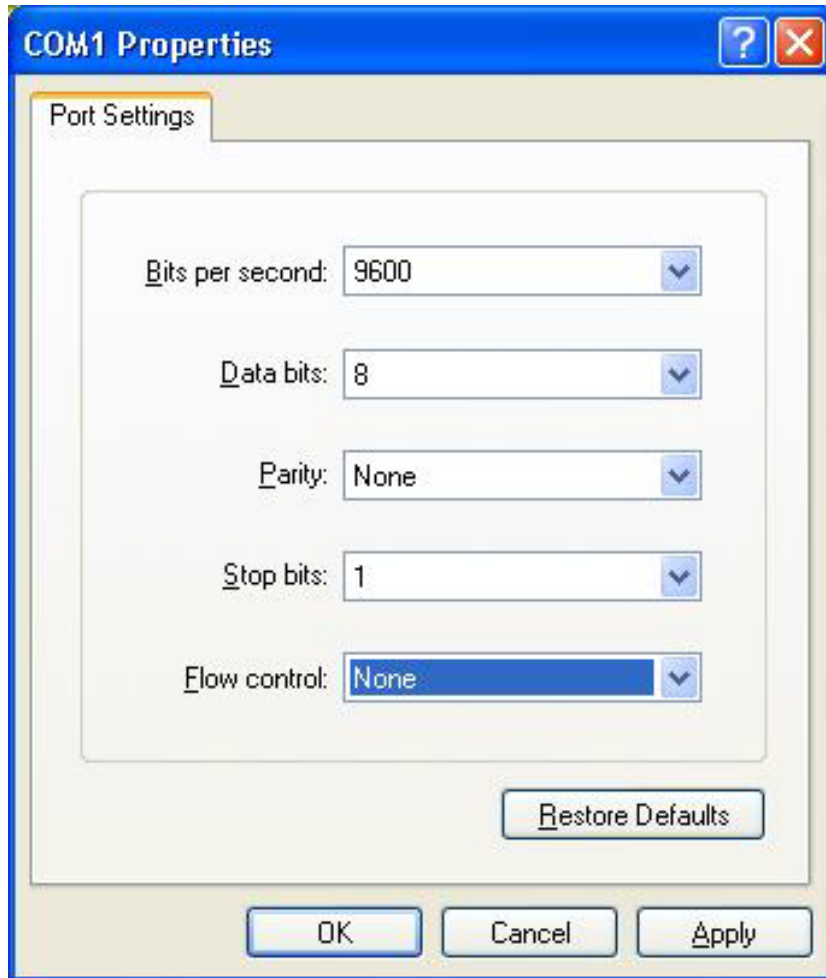 COM1 Properties
Port Settings
Bits per second: 9600
Data bits: 8
Parity: None
Stop bits: 1
Flow control: None
Restore Defaults
OK Cancel Apply